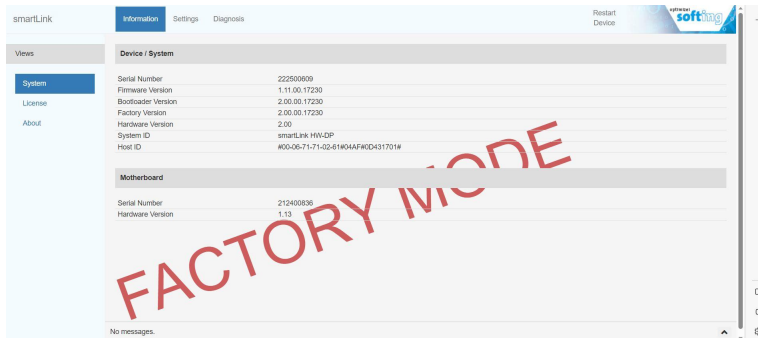 smartLink
Information
Settings
Diagnosis
Restart
Device
optimize!
softing
Views
System
License
About
Device / System
Serial Number 222500609
Firmware Version 1.11.00.17230
Bootloader Version 2.00.00.17230
Factory Version 2.00.00.17230
Hardware Version 2.00
System ID smartLink HW-DP
Host ID #00-06-71-71-02-61#04AF#0D431701#
Motherboard
Serial Number 212400836
Hardware Version 1.13
FACTORY MODE
No messages.